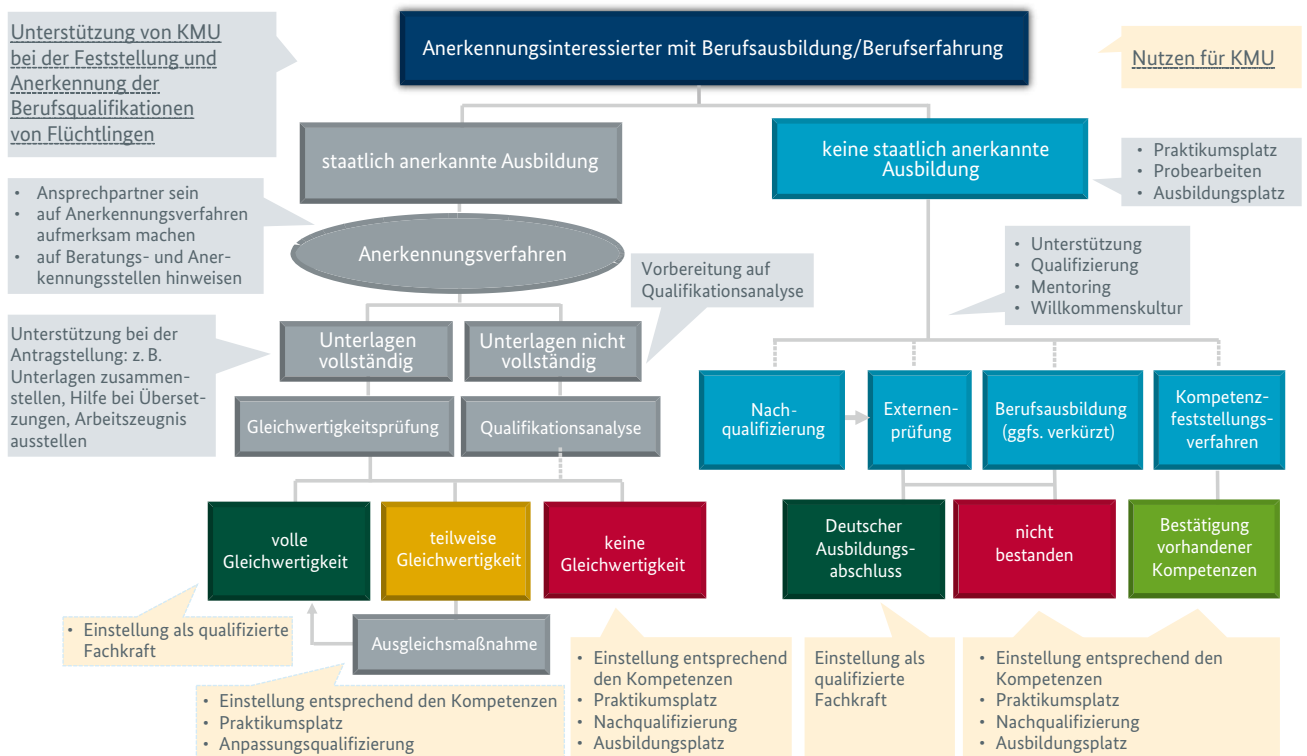 Unterstützung von KMU
bei der Feststellung und
Anerkennung der
Berufsqualifikationen
von Flüchtlingen
Anerkennungsinteressierter mit Berufsausbildung/Berufserfahrung
Nutzen für KMU
staatlich anerkannte Ausbildung
keine staatlich anerkannte
Ausbildung
• Praktikumsplatz
• Probearbeiten
• Ausbildungsplatz
• Ansprechpartner sein
• auf Anerkennungsverfahren
aufmerksam machen
• auf Beratungs- und Aner-
kennungsstellen hinweisen
Anerkennungsverfahren
Vorbereitung auf
Qualifikationsanalyse
• Unterstützung
• Qualifizierung
• Mentoring
• Willkommenskultur
Unterstützung bei der
Antragstellung: z. B.
Unterlagen zusammen-
stellen, Hilfe bei Überset-
zungen, Arbeitszeugnis
ausstellen
Unterlagen
vollständig
Unterlagen nicht
vollständig
Gleichwertigkeitsprüfung
Qualifikationsanalyse
Nach-
qualifizierung
Externen-
prüfung
Berufsausbildung
(ggfs. verkürzt)
Kompetenz-
feststellungs-
verfahren
volle
Gleichwertigkeit
teilweise
Gleichwertigkeit
keine
Gleichwertigkeit
Deutscher
Ausbildungs-
abschluss
nicht
bestanden
Bestätigung
vorhandener
Kompetenzen
• Einstellung als qualifizierte
Fachkraft
Ausgleichsmaßnahme
• Einstellung entsprechend den Kompetenzen
• Praktikumsplatz
• Anpassungsqualifizierung
• Einstellung entsprechend
den Kompetenzen
• Praktikumsplatz
• Nachqualifizierung
• Ausbildungsplatz
Einstellung als
qualifizierte
Fachkraft
• Einstellung entsprechend den
Kompetenzen
• Praktikumsplatz
• Nachqualifizierung
• Ausbildungsplatz